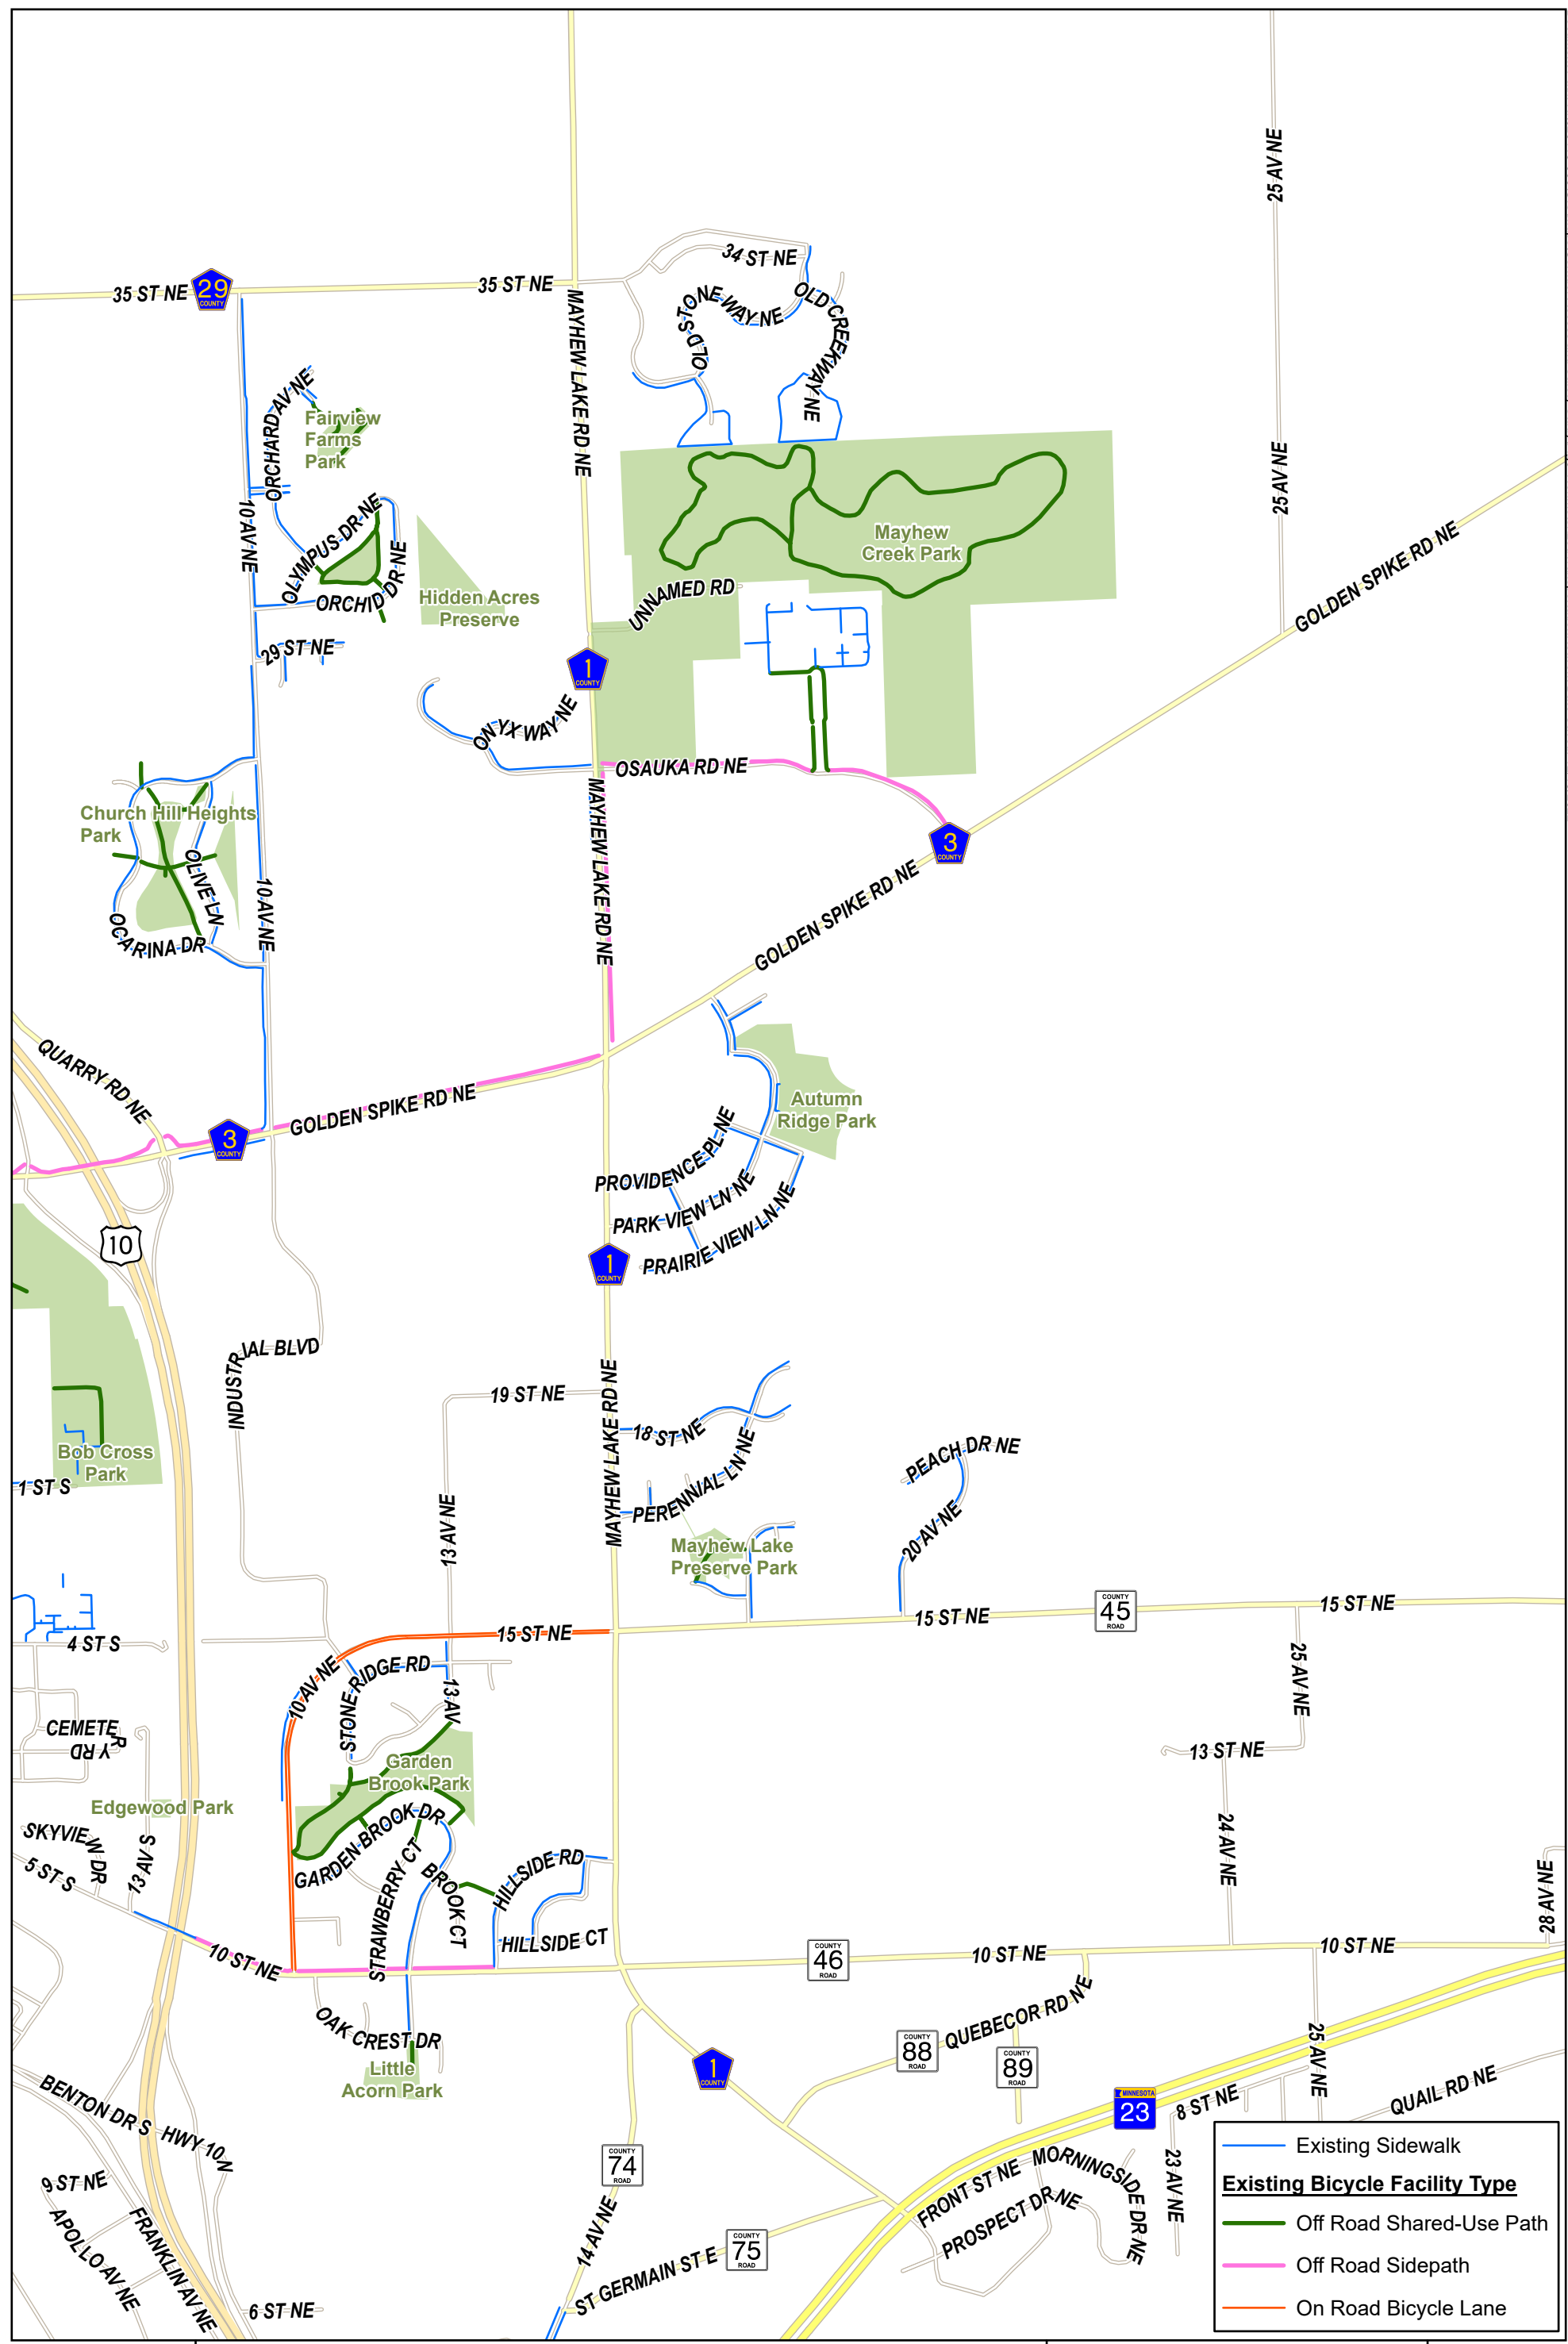 25 AV NE
34 ST NE
35 ST NE
29
COUNTY
35 ST NE
OLD STONE WAY NE
OLD CREEK WAY NE
MAYHEW LAKE RD NE
ORCHARD AV NE
Fairview
Farms
Park
25 AV NE
10 AV NE
OLYMPUS DR NE
Mayhew
Creek Park
GOLDEN SPIKE RD NE
ORCHID DR NE
Hidden Acres
Preserve
UNNAMED RD
29 ST NE
1
COUNTY
ONYX WAY NE
OSAUKA RD NE
MAYHEW LAKE RD NE
Church Hill Heights
Park
3
COUNTY
OLIVE LN
10 AV NE
OCARINA DR
GOLDEN SPIKE RD NE
QUARRY RD NE
GOLDEN SPIKE RD NE
3
COUNTY
Autumn
Ridge Park
PROVIDENCE PL NE
PARK VIEW LN NE
PRAIRIE VIEW LN NE
10
1
COUNTY
INDUSTRIAL BLVD
19 ST NE
MAYHEW LAKE RD NE
18 ST NE
PERENNIAL LN NE
PEACH DR NE
20 AV NE
Bob Cross
Park
1 ST S
13 AV NE
Mayhew Lake
Preserve Park
15 ST NE
COUNTY
45
ROAD
15 ST NE
15 ST NE
4 ST S
10 AV NE
STONE RIDGE RD
13 AV
25 AV NE
CEMETERY RD
13 ST NE
Garden
Brook Park
Edgewood Park
GARDEN BROOK DR
SKYVIEW DR
5 ST S
13 AV S
STRAWBERRY CT
BROOK CT
HILLSIDE RD
HILLSIDE CT
24 AV NE
28 AV NE
10 ST NE
COUNTY
46
ROAD
10 ST NE
10 ST NE
OAK CREST DR
Little
Acorn Park
QUEBECOR RD NE
COUNTY
88
ROAD
COUNTY
89
ROAD
25 AV NE
1
COUNTY
MINNESOTA
23
8 ST NE
QUAIL RD NE
BENTON DR S
HWY 10 N
9 ST NE
APOLLO AV NE
FRANKLIN AV NE
6 ST NE
COUNTY
74
ROAD
14 AV NE
COUNTY
75
ROAD
ST GERMAIN ST E
FRONT ST NE
MORNINGSIDE DR NE
PROSPECT DR NE
23 AV NE
Existing Sidewalk
Existing Bicycle Facility Type
Off Road Shared-Use Path
Off Road Sidepath
On Road Bicycle Lane